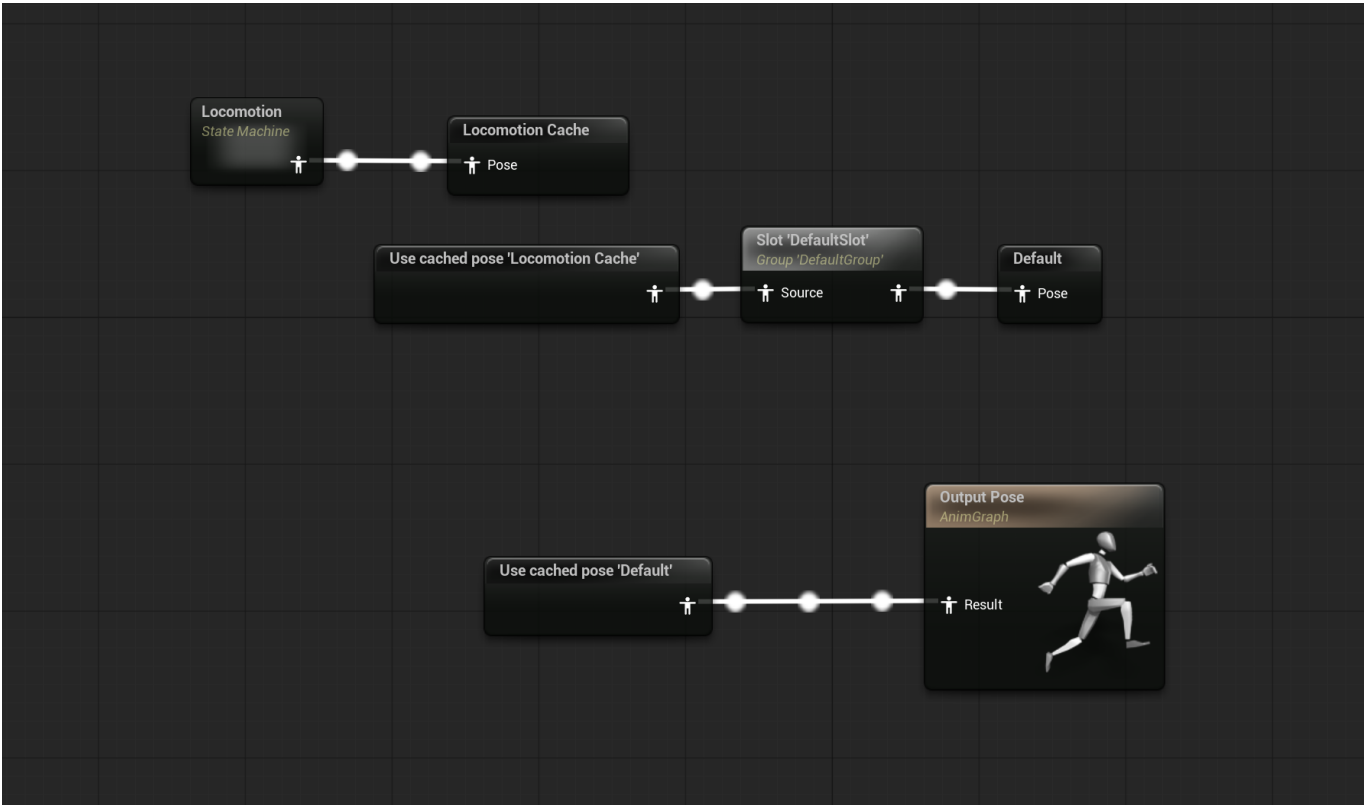 Locomotion
State Machine
Locomotion Cache
Pose
Use cached pose 'Locomotion Cache'
Slot 'DefaultSlot'
Group 'DefaultGroup'
Source
Default
Pose
Use cached pose 'Default'
Output Pose
AnimGraph
Result